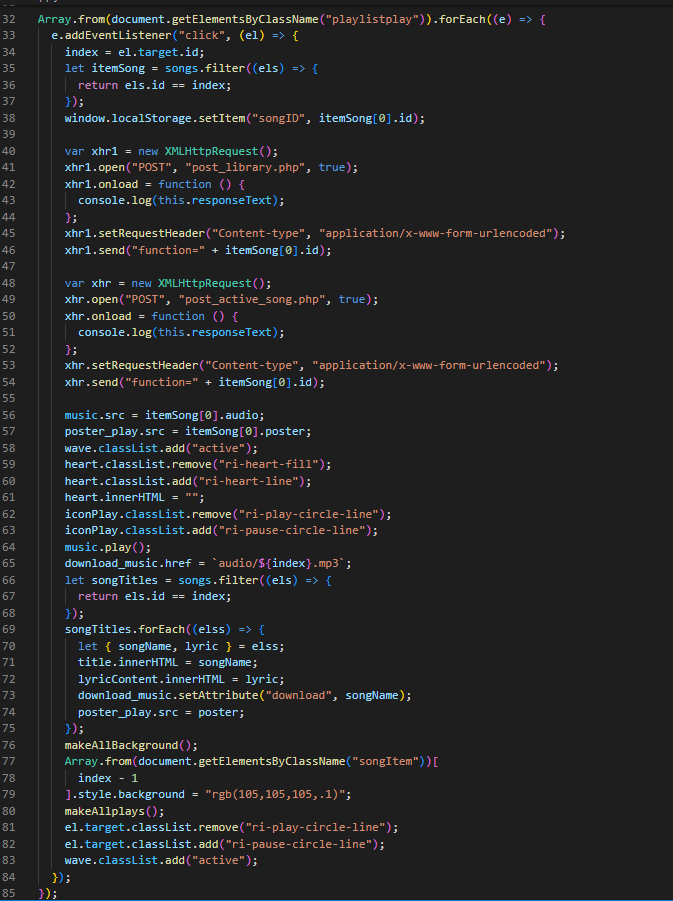 32 Array.from(document.getElementsByClassName("playlistplay")).forEach((e) => {
33   e.addEventListener("click", (el) => {
34     index = el.target.id;
35     let itemSong = songs.filter((els) => {
36       return els.id == index;
37     });
38     window.localStorage.setItem("songID", itemSong[0].id);
39
40     var xhr1 = new XMLHttpRequest();
41     xhr1.open("POST", "post_library.php", true);
42     xhr1.onload = function () {
43       console.log(this.responseText);
44     };
45     xhr1.setRequestHeader("Content-type", "application/x-www-form-urlencoded");
46     xhr1.send("function=" + itemSong[0].id);
47
48     var xhr = new XMLHttpRequest();
49     xhr.open("POST", "post_active_song.php", true);
50     xhr.onload = function () {
51       console.log(this.responseText);
52     };
53     xhr.setRequestHeader("Content-type", "application/x-www-form-urlencoded");
54     xhr.send("function=" + itemSong[0].id);
55
56     music.src = itemSong[0].audio;
57     poster_play.src = itemSong[0].poster;
58     wave.classList.add("active");
59     heart.classList.remove("ri-heart-fill");
60     heart.classList.add("ri-heart-line");
61     heart.innerHTML = "";
62     iconPlay.classList.remove("ri-play-circle-line");
63     iconPlay.classList.add("ri-pause-circle-line");
64     music.play();
65     download_music.href = `audio/${index}.mp3`;
66     let songTitles = songs.filter((els) => {
67       return els.id == index;
68     });
69     songTitles.forEach((elss) => {
70       let { songName, lyric } = elss;
71       title.innerHTML = songName;
72       lyricContent.innerHTML = lyric;
73       download_music.setAttribute("download", songName);
74       poster_play.src = poster;
75     });
76     makeAllBackground();
77     Array.from(document.getElementsByClassName("songItem"))[
78       index - 1
79     ].style.background = "rgb(105,105,105,.1)";
80     makeAllplays();
81     el.target.classList.remove("ri-play-circle-line");
82     el.target.classList.add("ri-pause-circle-line");
83     wave.classList.add("active");
84   });
85 });